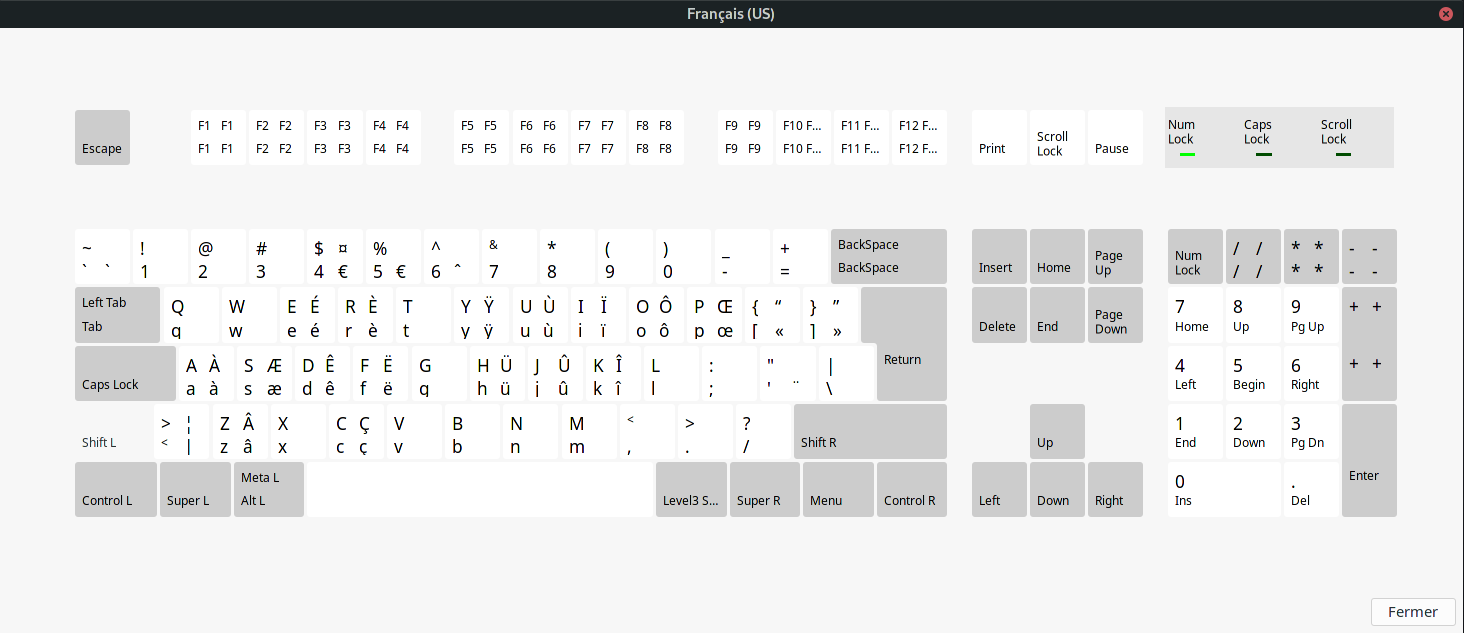 Français (US)
F1 F1 F2 F2 F3 F3 F4 F4 F5 F5 F6 F6 F7 F7 F8 F8 F9 F9 F10 F... F11 F... F12 F...
Escape F1 F1 F2 F2 F3 F3 F4 F4 F5 F5 F6 F6 F7 F7 F8 F8 F9 F9 F10 F... F11 F... F12 F... Print Scroll Lock Pause Num Lock Caps Lock Scroll Lock
~ ! @ # $ ¤ % ^ & * ( ) _ + BackSpace / / * * - -
` ` 1 2 3 4 € 5 € 6 ^ 7 8 9 0 - = BackSpace Insert Home Page Up Num Lock / / * * - -
Left Tab Q W E É R È T Y Ÿ U Ù I Ï O Ô P Œ { “ } ” 7 8 9 + +
Tab q w e é r è t y ÿ u ù i ï o ô p œ [ « ] » Delete End Page Down Home Up Pg Up
A À S Æ D Ê F Ë G H Ü J Û K Î L : " | Return 4 5 6 + +
Caps Lock a à s æ d ê f ë g h ü j û k î l ; ' ¨ \ Left Begin Right
> ¦ Z Â X C Ç V B N M < > ? 1 2 3
Shift L < | z â x c ç v b n m , . / Shift R Up End Down Pg Dn
Meta L 0 . Enter
Control L Super L Alt L Level3 S... Super R Menu Control R Left Down Right Ins Del
Fermer